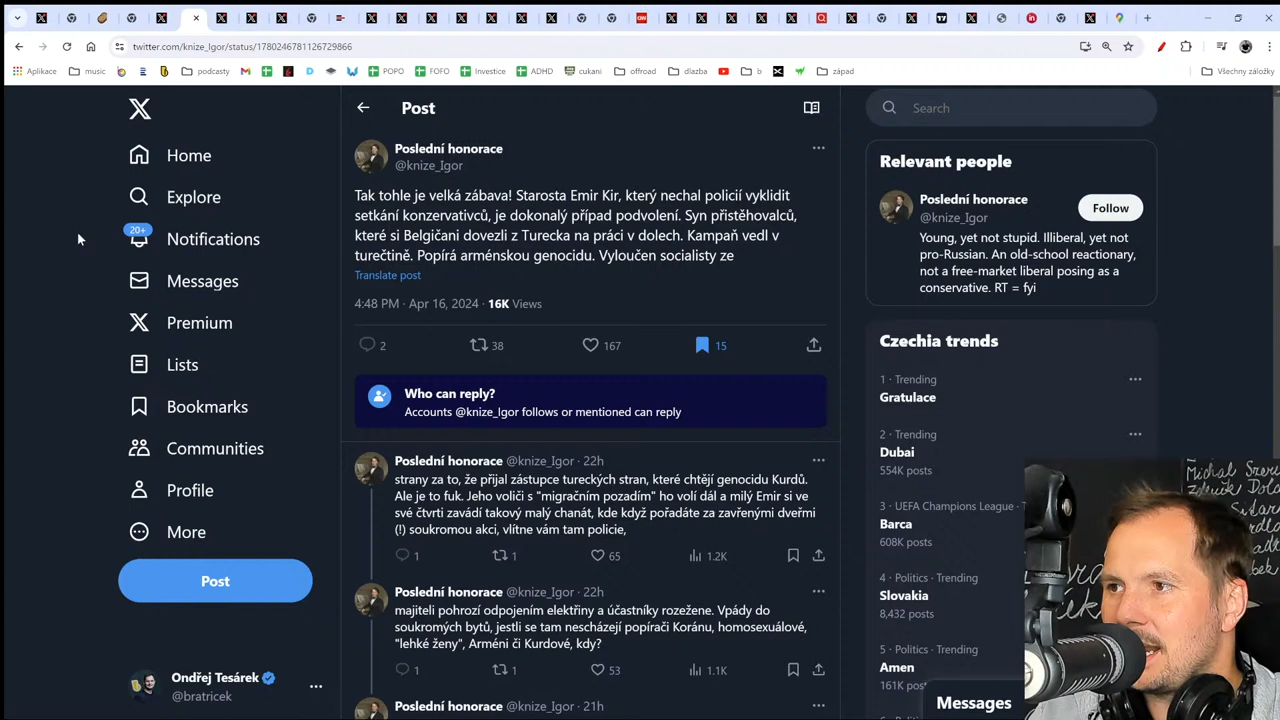 twitter.com/knize_Igor/status/1780246781126729866
Aplikace
music
podcasty
POPO
FOFO
Investice
ADHD
cukani
offroad
dlazba
b
západ
Všechny záložky
Home
Explore
20+
Notifications
Messages
Premium
Lists
Bookmarks
Communities
Profile
More
Post
Ondřej Tesárek
@bratricek
Post
Poslední honorace
@knize_Igor
Tak tohle je velká zábava! Starosta Emir Kir, který nechal policií vyklidit
setkání konzervativců, je dokonalý případ podvolení. Syn přistěhovalců,
které si Belgičani dovezli z Turecka na práci v dolech. Kampaň vedl v
turečtině. Popírá arménskou genocidu. Vyloučen socialisty ze
Translate post
4:48 PM · Apr 16, 2024 · 16K Views
2
38
167
15
Who can reply?
Accounts @knize_Igor follows or mentioned can reply
Poslední honorace @knize_Igor · 22h
strany za to, že přijal zástupce tureckých stran, které chtějí genocidu Kurdů.
Ale je to fuk. Jeho voliči s "migračním pozadím" ho volí dál a milý Emir si ve
své čtvrti zavádí takový malý chanát, kde když pořádáte za zavřenými dveřmi
(!) soukromou akci, vlítne vám tam policie,
1
1
65
1.2K
Poslední honorace @knize_Igor · 22h
majiteli pohrozí odpojením elektřiny a účastníky rozežene. Vpády do
soukromých bytů, jestli se tam nescházejí popírači Koránu, homosexuálové,
"lehké ženy", Arméni či Kurdové, kdy?
1
1
53
1.1K
Poslední honorace @knize_Igor · 21h
Search
Relevant people
Poslední honorace
@knize_Igor
Follow
Young, yet not stupid. Illiberal, yet not
pro-Russian. An old-school reactionary,
not a free-market liberal posing as a
conservative. RT = fyi
Czechia trends
1 · Trending
Gratulace
2 · Trending
Dubai
554K posts
3 · UEFA Champions League ·
Barca
608K posts
4 · Politics · Trending
Slovakia
8,432 posts
5 · Politics · Trending
Amen
161K
Messages
Michal
Zdeněk